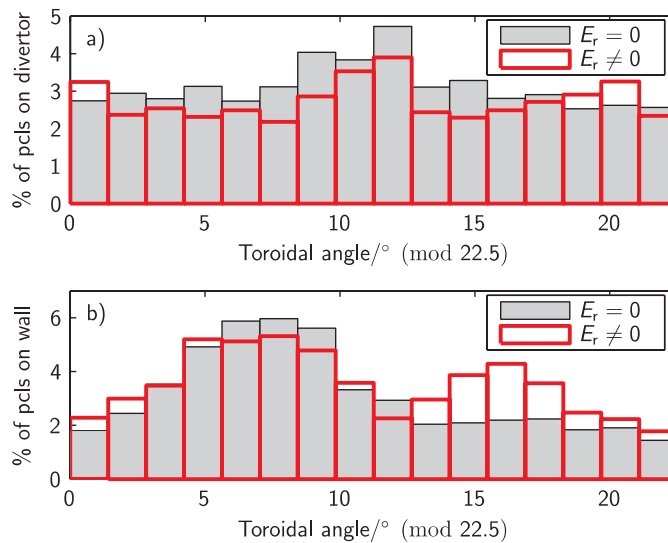 a)
E_r = 0
E_r ≠ 0
% of pcls on divertor
5
4
3
2
1
0
0 5 10 15 20
Toroidal angle/° (mod 22.5)
b)
E_r = 0
E_r ≠ 0
% of pcls on wall
6
4
2
0
0 5 10 15 20
Toroidal angle/° (mod 22.5)